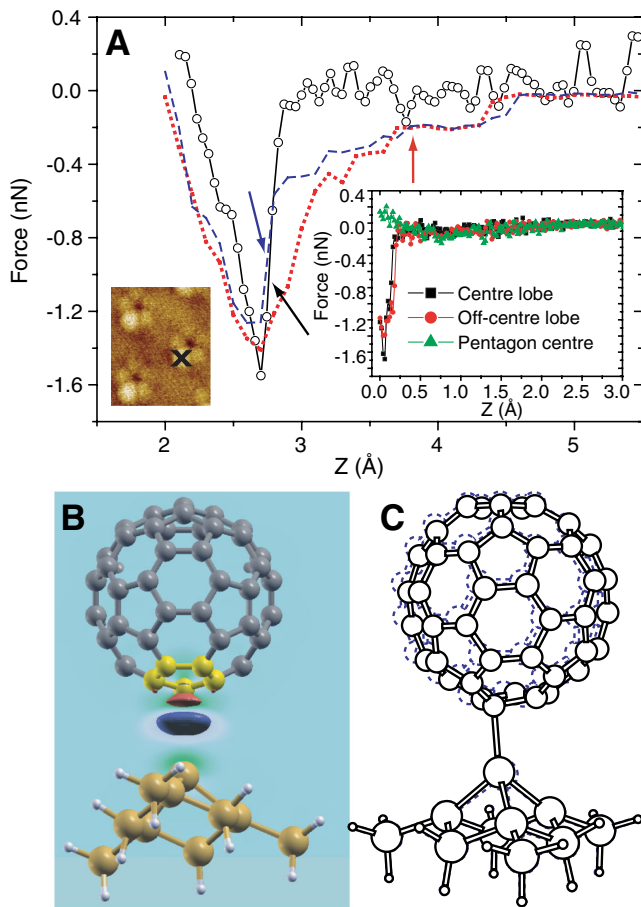 A
0.4
0.0
-0.4
-0.8
-1.2
-1.6
Force (nN)
2
3
4
5
Z (Å)
X
0.4
0.0
-0.4
-0.8
-1.2
-1.6
Force (nN)
Centre lobe
Off-centre lobe
Pentagon centre
0.0 0.5 1.0 1.5 2.0 2.5 3.0
Z (Å)
B
C